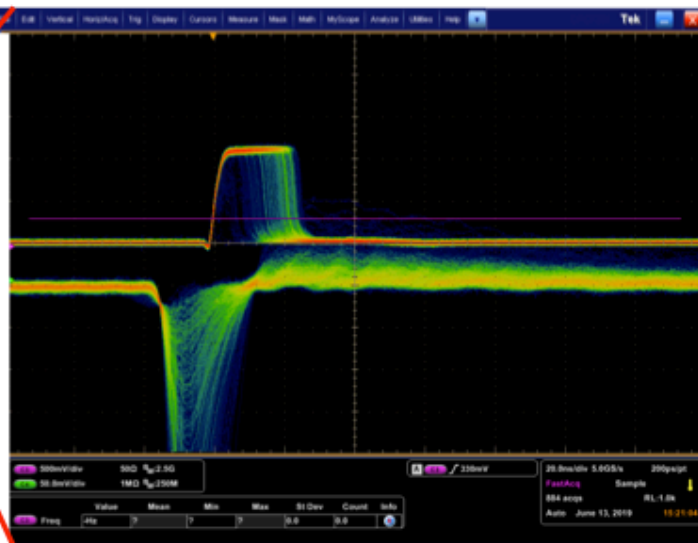 Edit Vertical Horiz/Acq Trig Display Cursors Measure Mask Math MyScope Analyze Utilities Help Tek X
500mV/div 50Ω BW:2.5G
50.0mV/div 1MΩ BW:250M
A 330mV
20.0ns/div 5.0GS/s 200ps/pt
FastAcq Sample
884 acqs RL:1.0k
Auto June 13, 2019 15:21:04
Value Mean Min Max St Dev Count Info
Freq -Hz ? ? ? 0.0 0.0